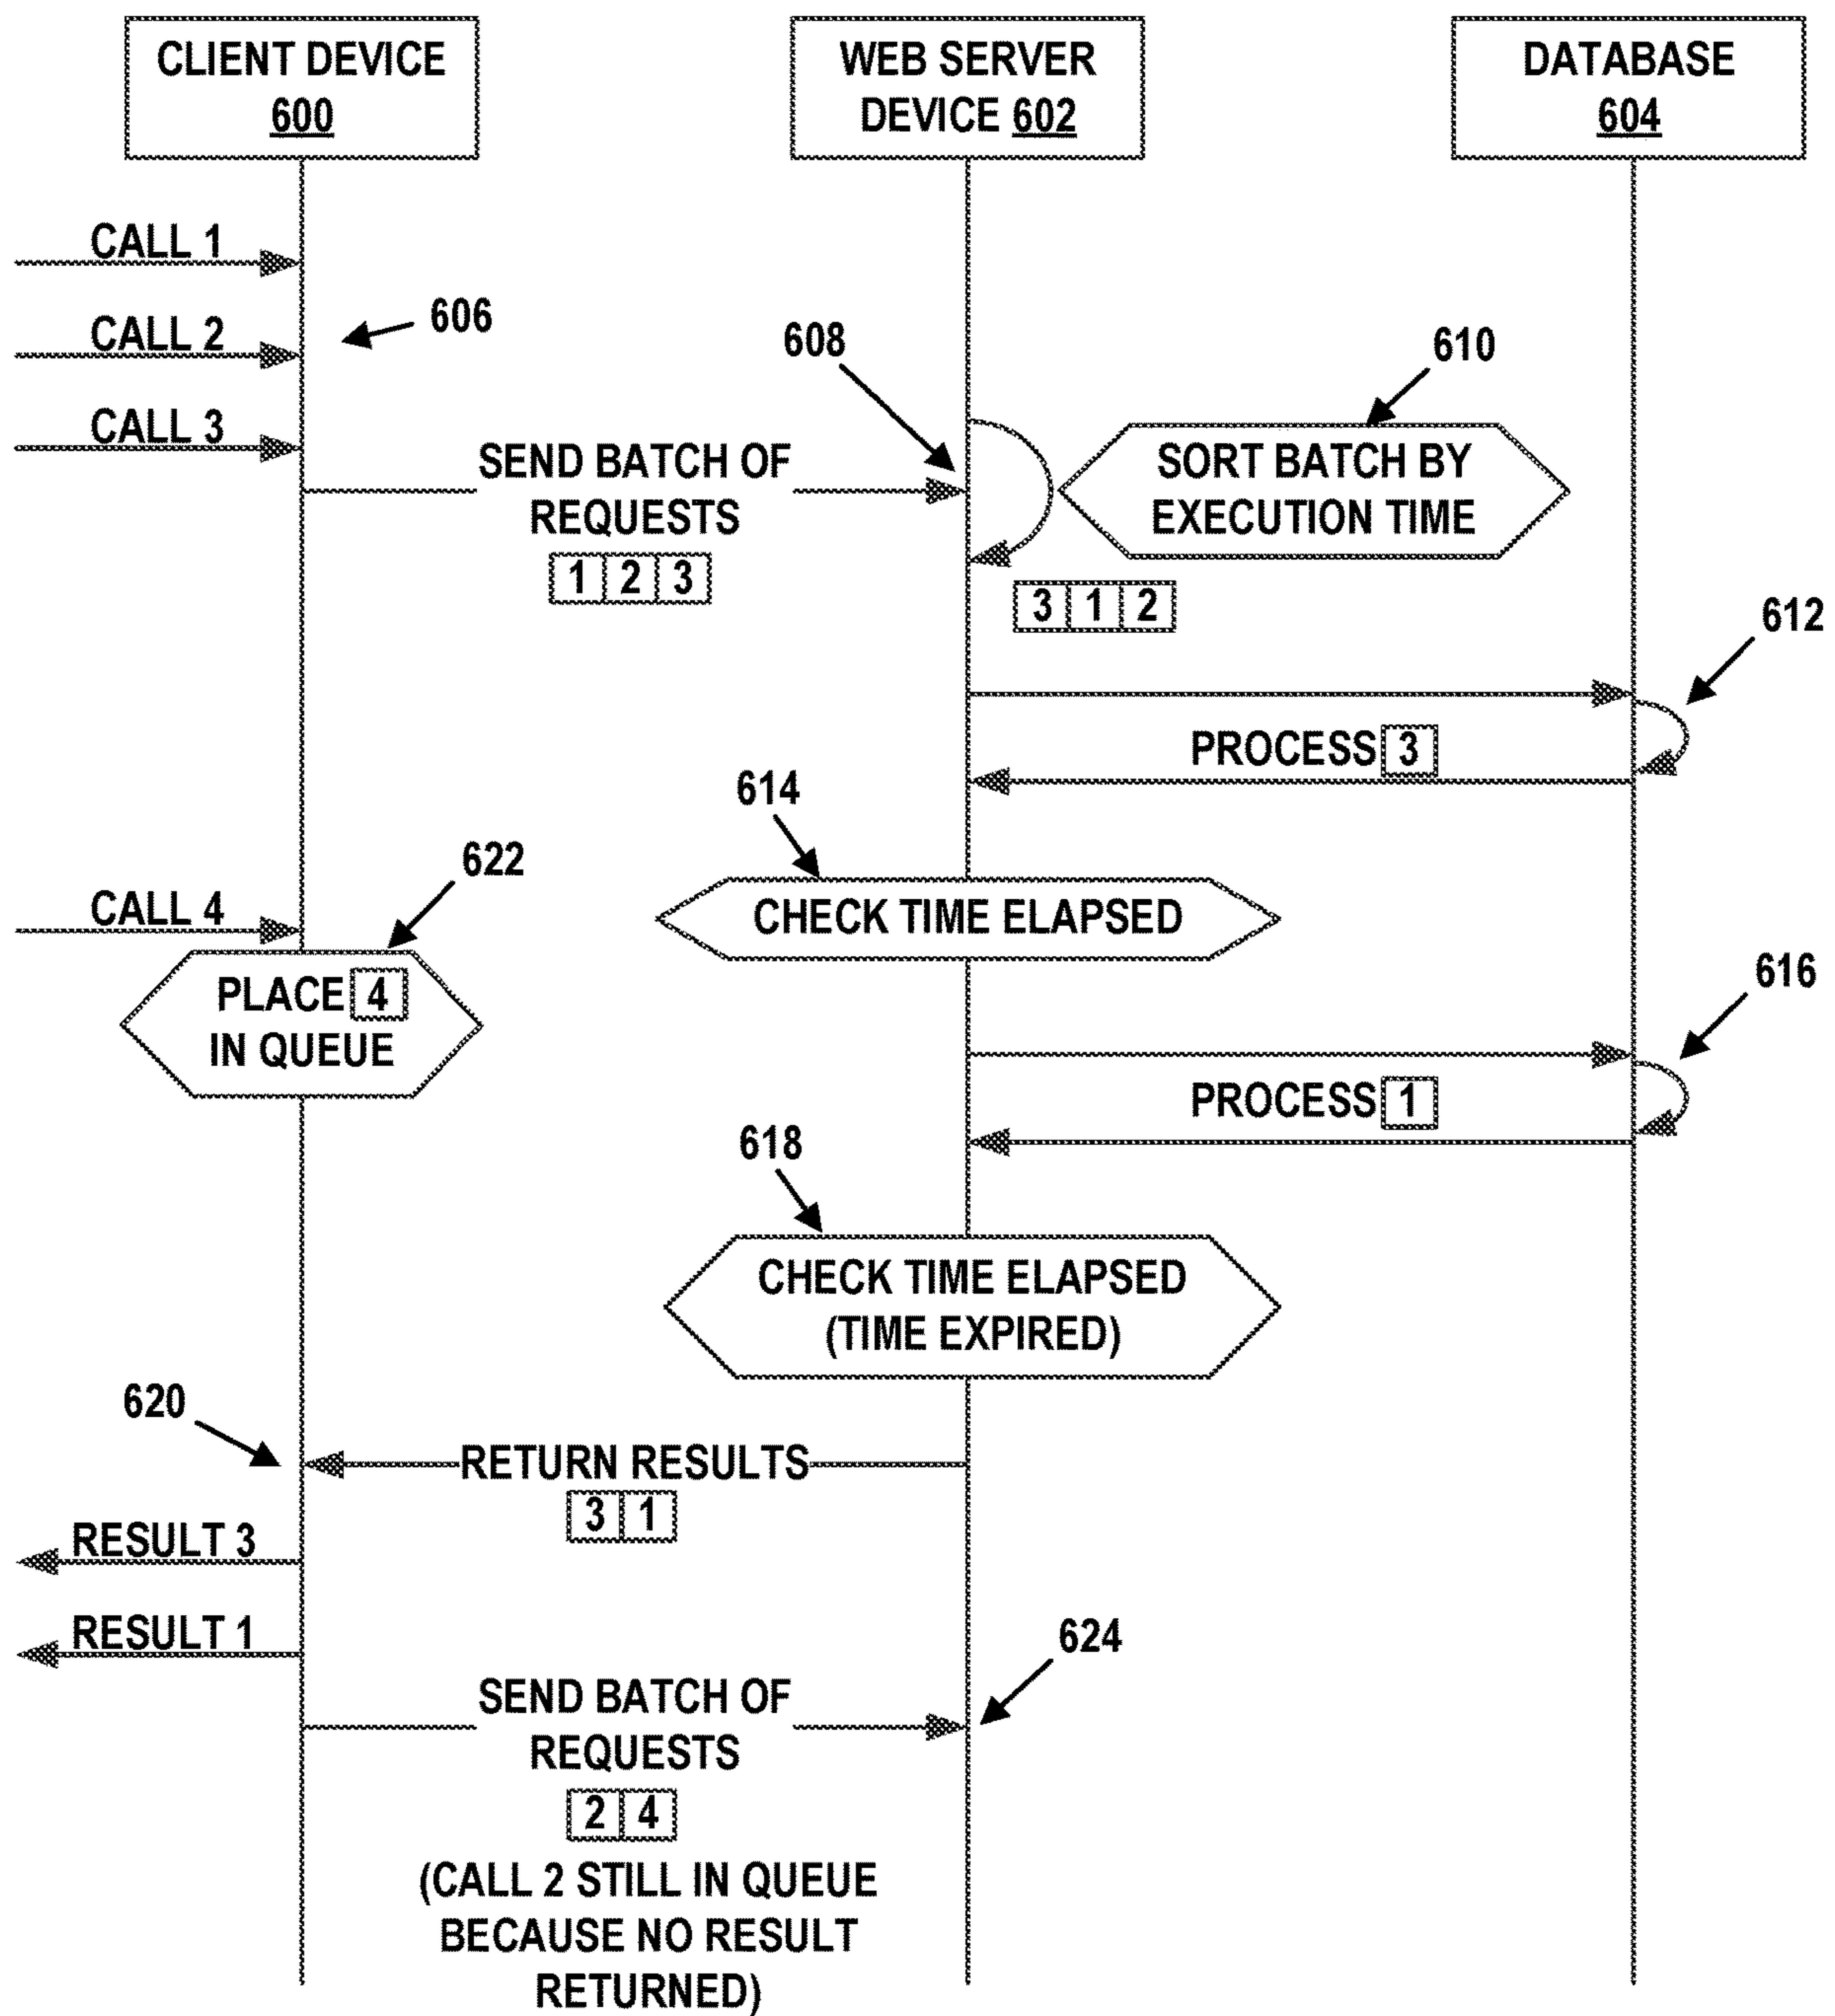 CLIENT DEVICE
600
WEB SERVER
DEVICE 602
DATABASE
604
CALL 1
606
CALL 2
608
610
CALL 3
SEND BATCH OF
REQUESTS
1 2 3
SORT BATCH BY
EXECUTION TIME
3 1 2
612
PROCESS 3
614
622
CALL 4
CHECK TIME ELAPSED
PLACE 4
IN QUEUE
616
PROCESS 1
618
CHECK TIME ELAPSED
(TIME EXPIRED)
620
RETURN RESULTS
3 1
RESULT 3
RESULT 1
624
SEND BATCH OF
REQUESTS
2 4
(CALL 2 STILL IN QUEUE
BECAUSE NO RESULT
RETURNED)